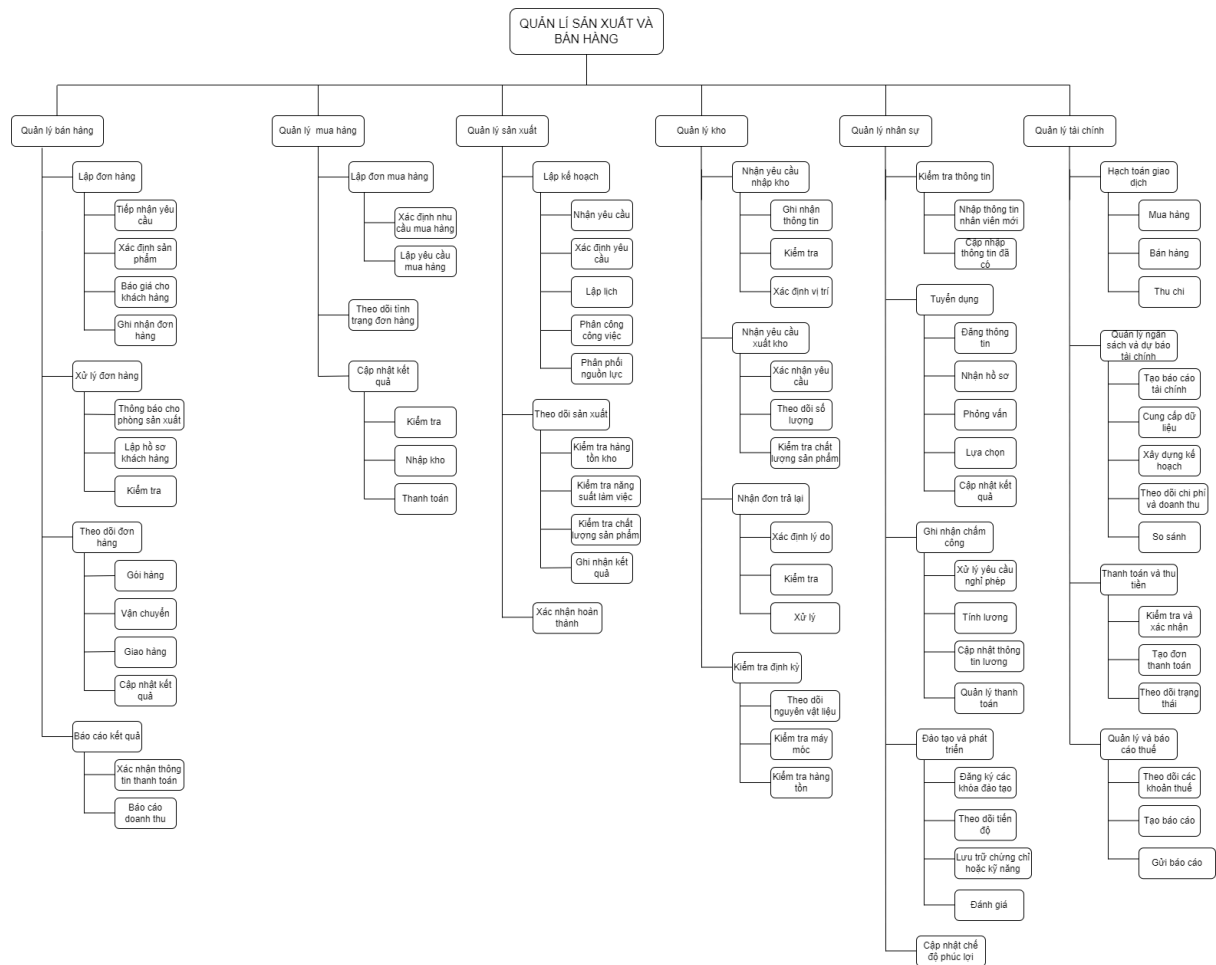 QUẢN LÍ SẢN XUẤT VÀ
BÁN HÀNG
Quản lý bán hàng
Lập đơn hàng
Tiếp nhận yêu
cầu
Xác định sản
phẩm
Báo giá cho
khách hàng
Ghi nhận đơn
hàng
Xử lý đơn hàng
Thông báo cho
phòng sản xuất
Lập hồ sơ
khách hàng
Kiểm tra
Theo dõi đơn
hàng
Gói hàng
Vận chuyển
Giao hàng
Cập nhật kết
quả
Báo cáo kết quả
Xác nhận thông
tin thanh toán
Báo cáo
doanh thu
Quản lý mua hàng
Lập đơn mua hàng
Xác định nhu
cầu mua hàng
Lập yêu cầu
mua hàng
Theo dõi tình
trạng đơn hàng
Cập nhật kết
quả
Kiểm tra
Nhập kho
Thanh toán
Quản lý sản xuất
Lập kế hoạch
Nhận yêu cầu
Xác định yêu
cầu
Lập lịch
Phân công
công việc
Phân phối
nguồn lực
Theo dõi sản xuất
Kiểm tra hàng
tồn kho
Kiểm tra năng
suất làm việc
Kiểm tra chất
lượng sản phẩm
Ghi nhận kết
quả
Xác nhận hoàn
thành
Quản lý kho
Nhận yêu cầu
nhập kho
Ghi nhận
thông tin
Kiểm tra
Xác định vị trí
Nhận yêu cầu
xuất kho
Xác nhận yêu
cầu
Theo dõi số
lượng
Kiểm tra chất
lượng sản phẩm
Nhận đơn trả lại
Xác định lý do
Kiểm tra
Xử lý
Kiểm tra định kỳ
Theo dõi
nguyên vật liệu
Kiểm tra máy
móc
Kiểm tra hàng
tồn
Quản lý nhân sự
Kiểm tra thông tin
Nhập thông tin
nhân viên mới
Cập nhập
thông tin đã
có
Tuyển dụng
Đăng thông
tin
Nhận hồ sơ
Phỏng vấn
Lựa chọn
Cập nhật kết
quả
Ghi nhận chấm
công
Xử lý yêu cầu
nghỉ phép
Tính lương
Cập nhật thông
tin lương
Quản lý thanh
toán
Đào tạo và phát
triển
Đăng ký các
khóa đào tạo
Theo dõi tiến
độ
Lưu trữ chứng chỉ
hoặc kỹ năng
Đánh giá
Cập nhật chế
độ phúc lợi
Quản lý tài chính
Hạch toán giao
dịch
Mua hàng
Bán hàng
Thu chi
Quản lý ngân
sách và dự báo
tài chính
Tạo báo cáo
tài chính
Cung cấp dữ
liệu
Xây dựng kế
hoạch
Theo dõi chi phí
và doanh thu
So sánh
Thanh toán và thu
tiền
Kiểm tra và
xác nhận
Tạo đơn
thanh toán
Theo dõi trạng
thái
Quản lý và báo
cáo thuế
Theo dõi các
khoản thuế
Tạo báo cáo
Gửi báo cáo